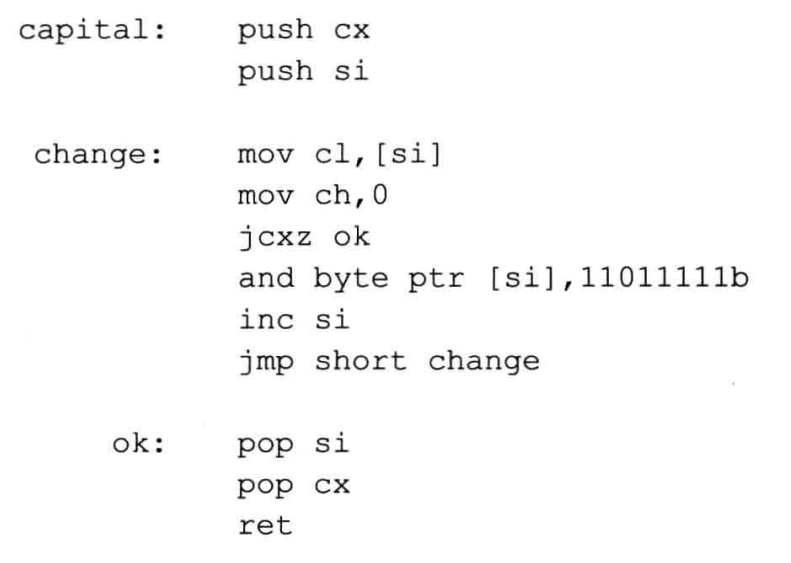 capital: push cx
push si
change: mov cl,[si]
mov ch,0
jcxz ok
and byte ptr [si],11011111b
inc si
jmp short change
ok: pop si
pop cx
ret